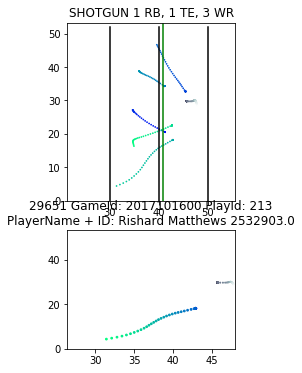 SHOTGUN 1 RB, 1 TE, 3 WR
50
40
30
20
10
0
30 40 50
29651 GameId: 2017101600 PlayId: 213
PlayerName + ID: Rishard Matthews 2532903.0
40
20
0
30 35 40 45